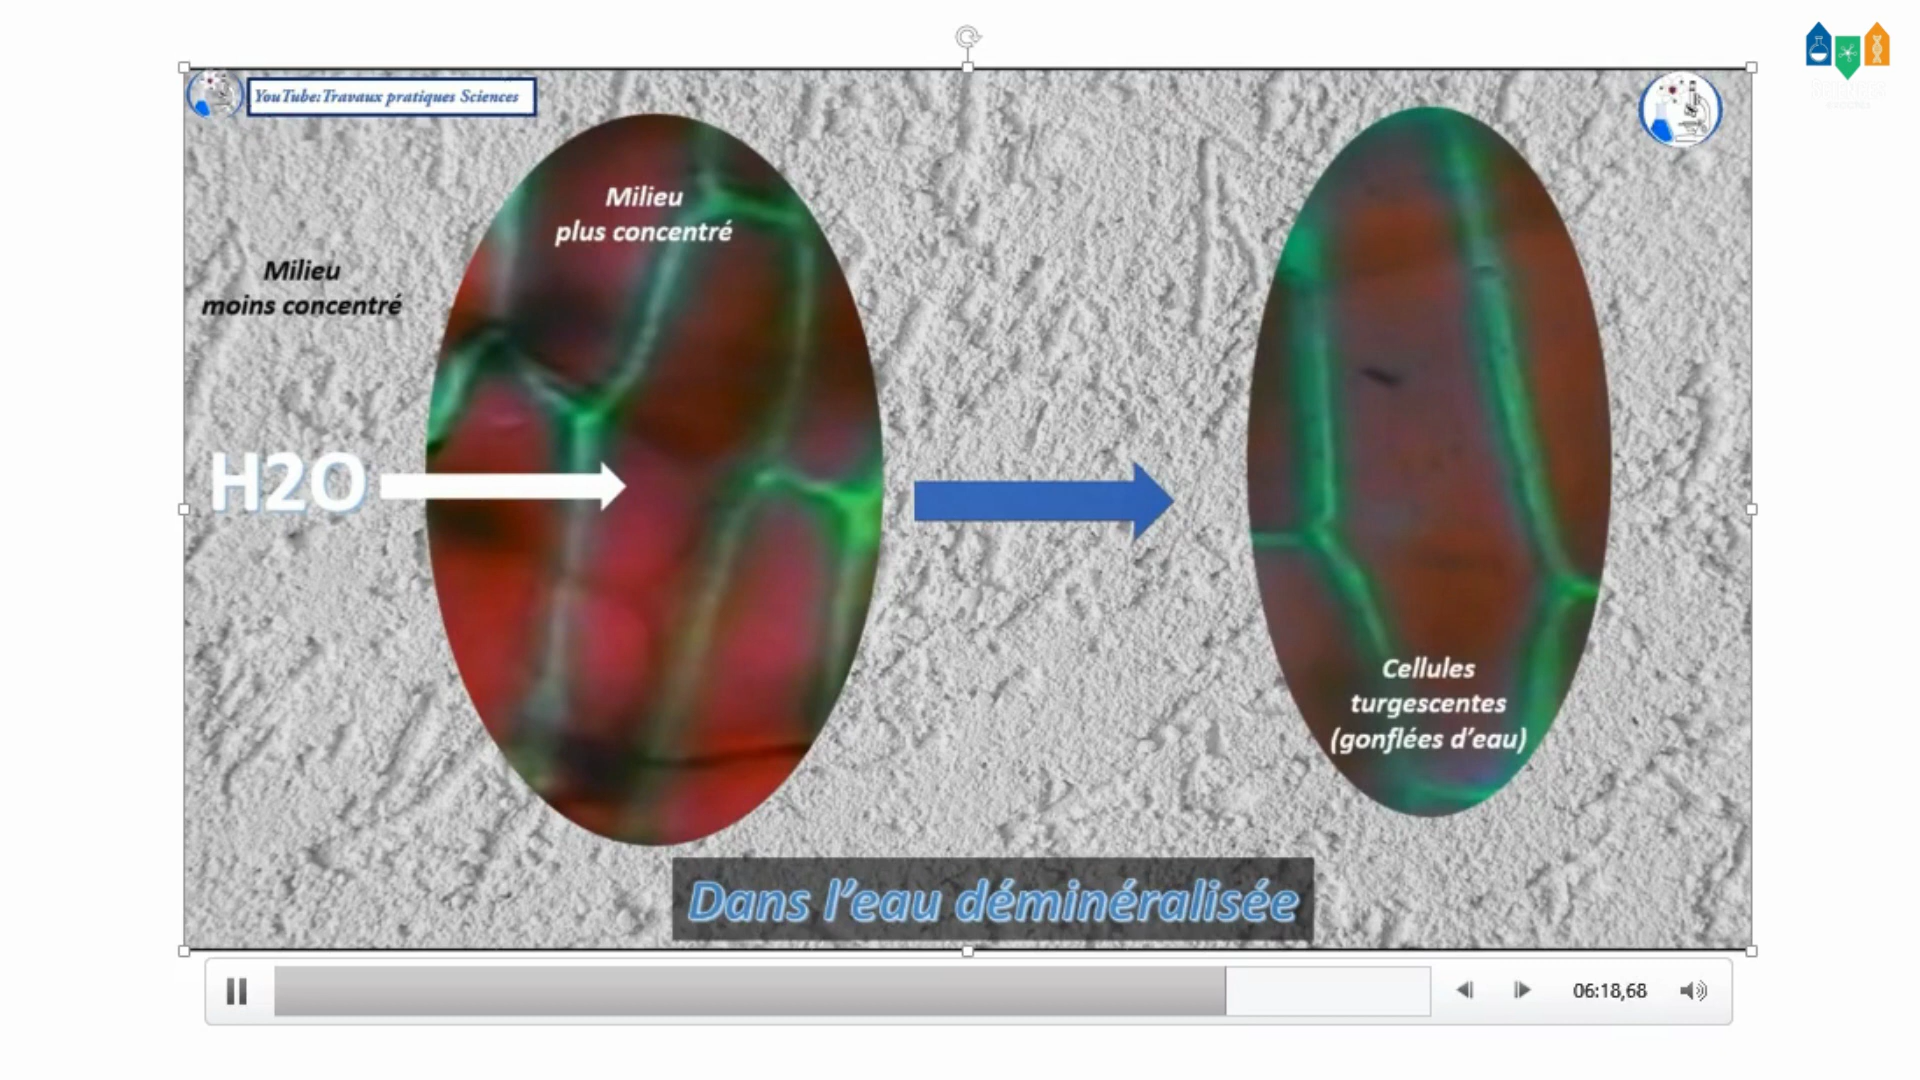 YouTube:Travaux pratiques Sciences
Milieu
plus concentré
Milieu
moins concentré
H2O
Cellules
turgescentes
(gonflées d'eau)
Dans l'eau déminéralisée
06:18,68